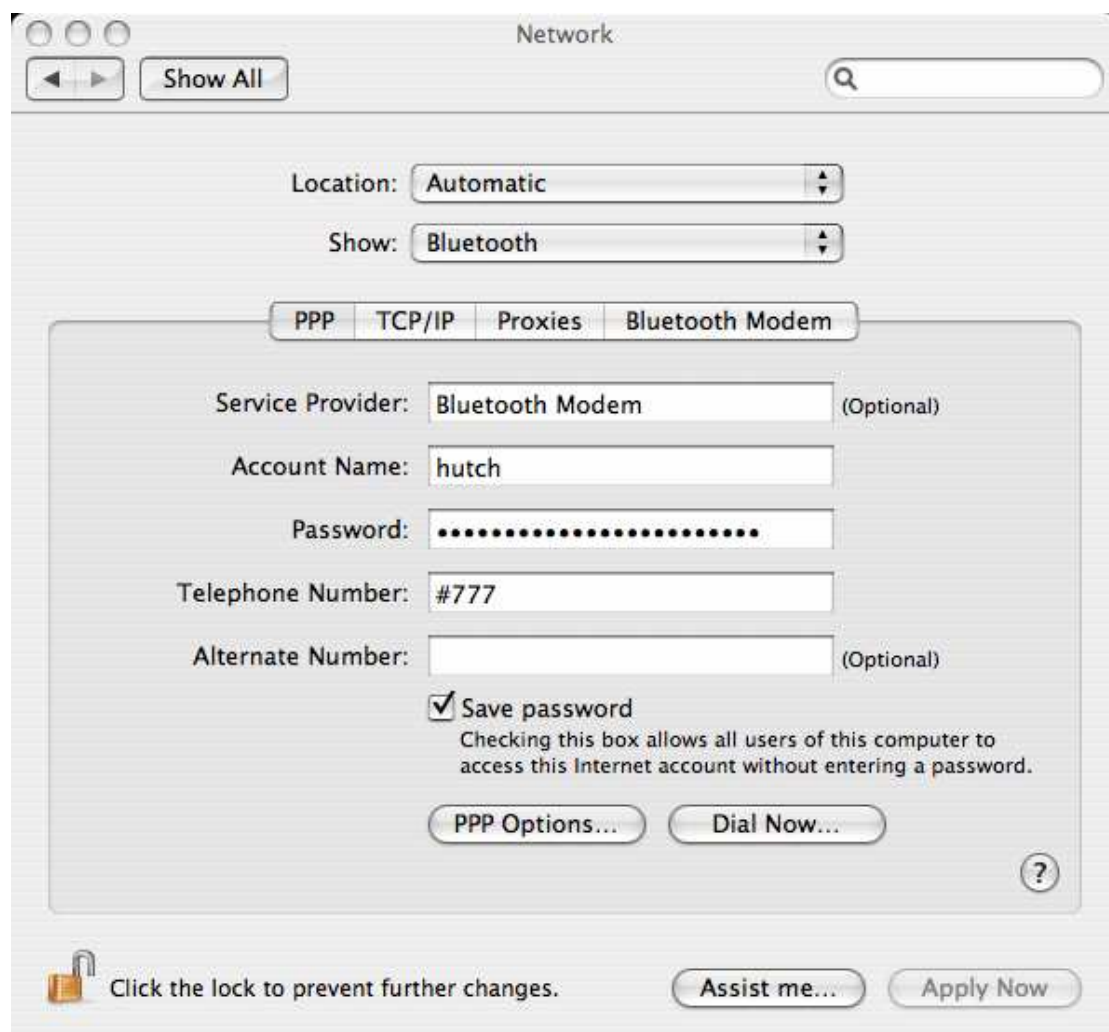 Network
Show All
Location: Automatic
Show: Bluetooth
PPP TCP/IP Proxies Bluetooth Modem
Service Provider: Bluetooth Modem (Optional)
Account Name: hutch
Password: ••••••••••••••••••••••••
Telephone Number: #777
Alternate Number: (Optional)
Save password
Checking this box allows all users of this computer to
access this Internet account without entering a password.
PPP Options... Dial Now...
?
Click the lock to prevent further changes. Assist me... Apply Now